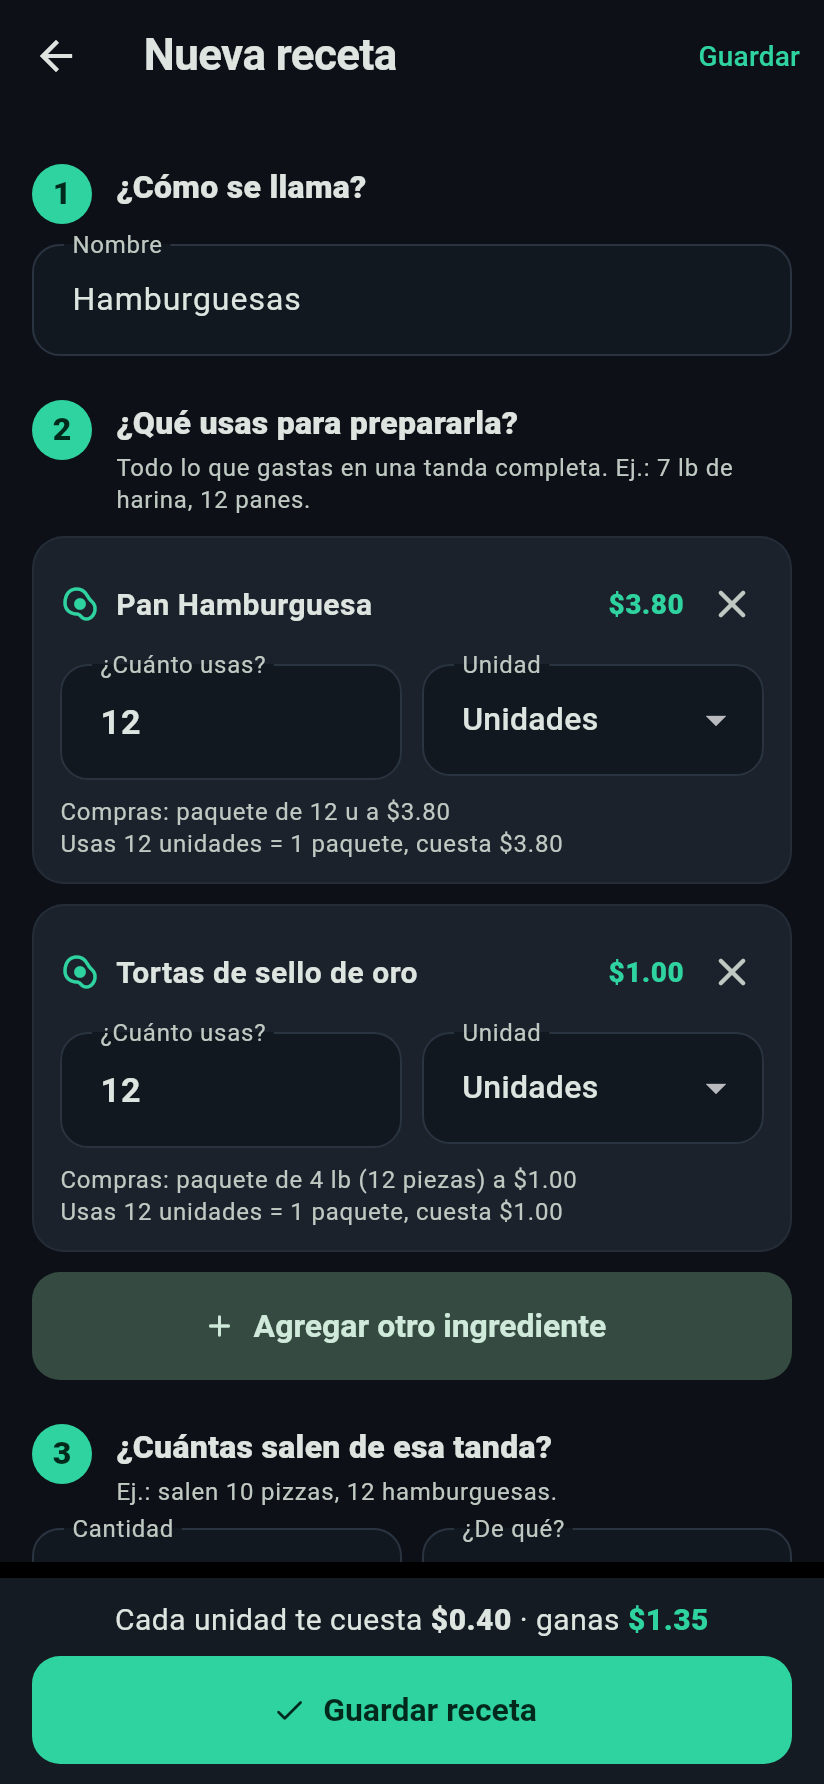 Nueva receta
Guardar
1
¿Cómo se llama?
Nombre
Hamburguesas
2
¿Qué usas para prepararla?
Todo lo que gastas en una tanda completa. Ej.: 7 lb de
harina, 12 panes.
Pan Hamburguesa
$3.80
¿Cuánto usas?
Unidad
12
Unidades
Compras: paquete de 12 u a $3.80
Usas 12 unidades = 1 paquete, cuesta $3.80
Tortas de sello de oro
$1.00
¿Cuánto usas?
Unidad
12
Unidades
Compras: paquete de 4 lb (12 piezas) a $1.00
Usas 12 unidades = 1 paquete, cuesta $1.00
+ Agregar otro ingrediente
3
¿Cuántas salen de esa tanda?
Ej.: salen 10 pizzas, 12 hamburguesas.
Cantidad
¿De qué?
Cada unidad te cuesta $0.40 · ganas $1.35
Guardar receta